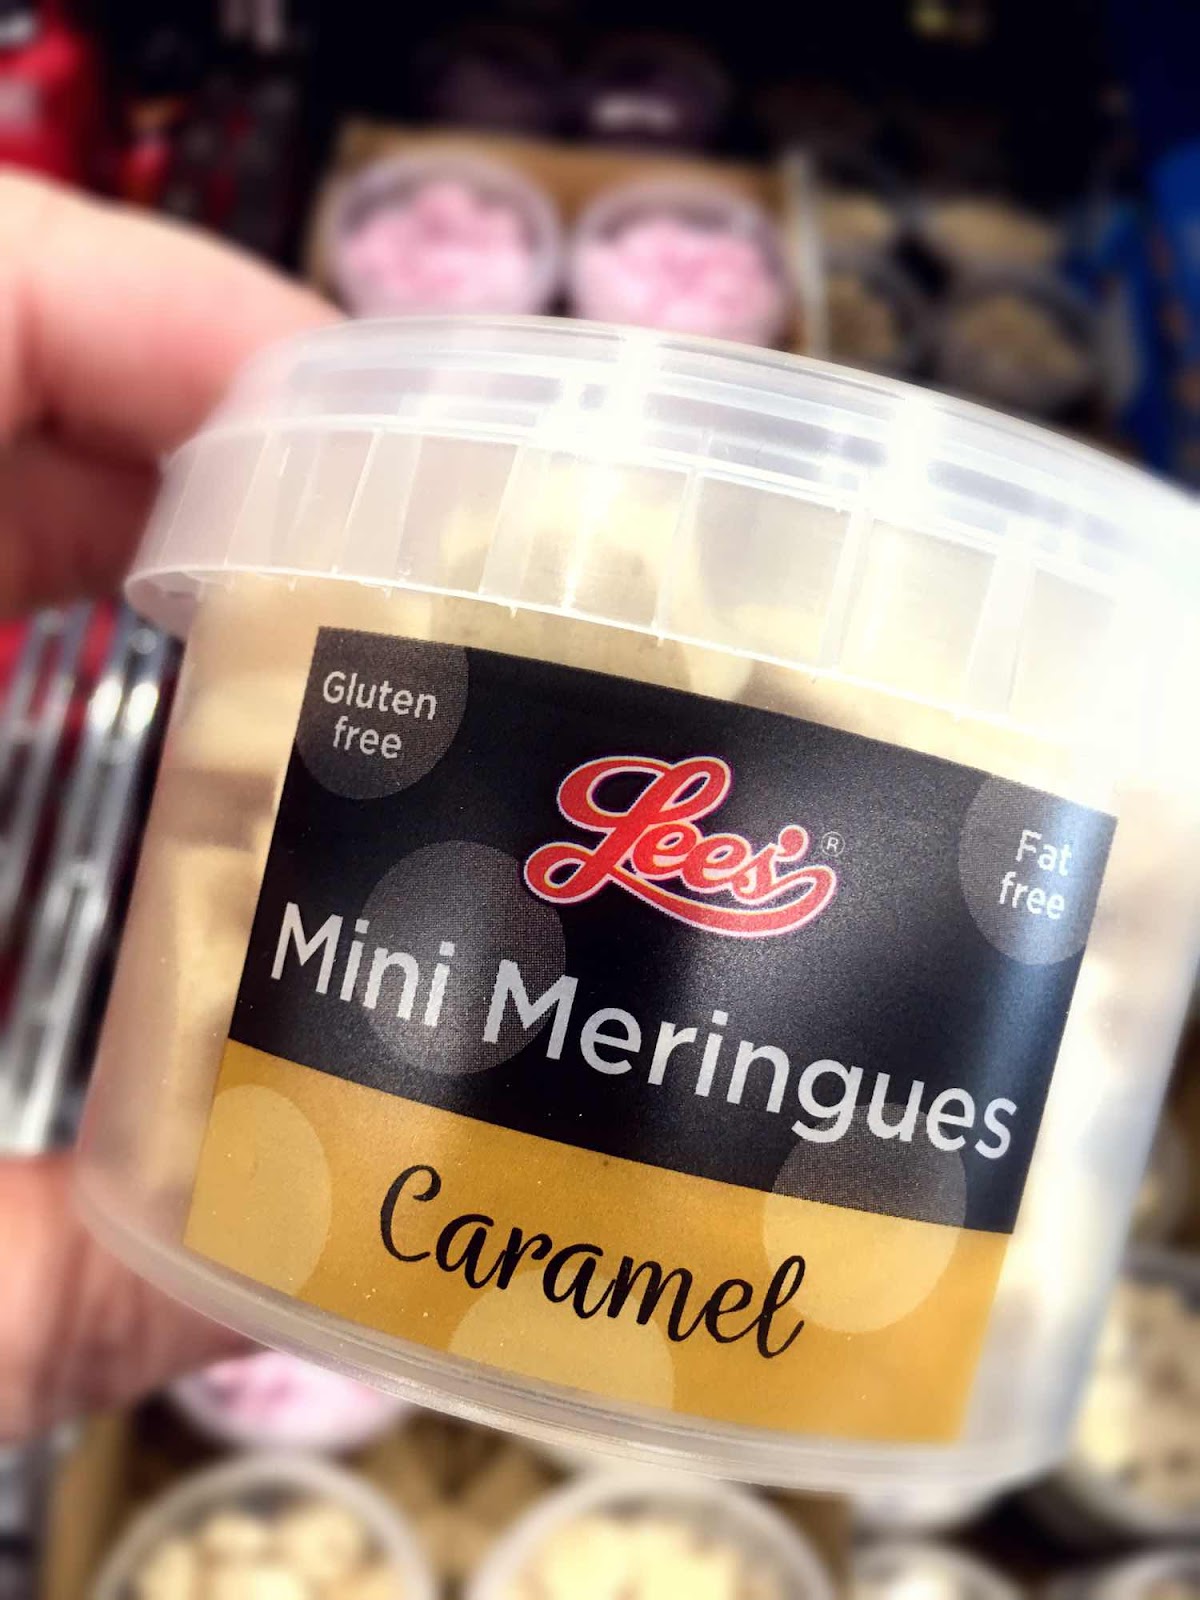 Gluten
free
Lees'®
Fat
free
Mini Meringues
Caramel